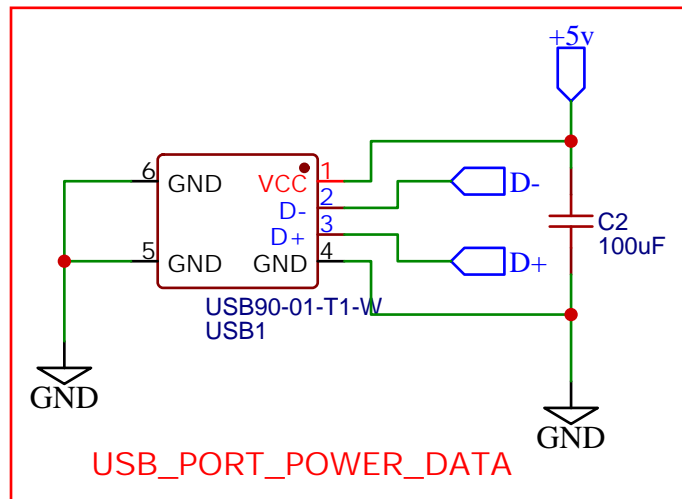 +5v
6
GND
VCC
1
D-
2
D-
D+
3
5
GND
GND
4
D+
C2
100uF
USB90-01-T1-W
USB1
GND
GND
USB_PORT_POWER_DATA